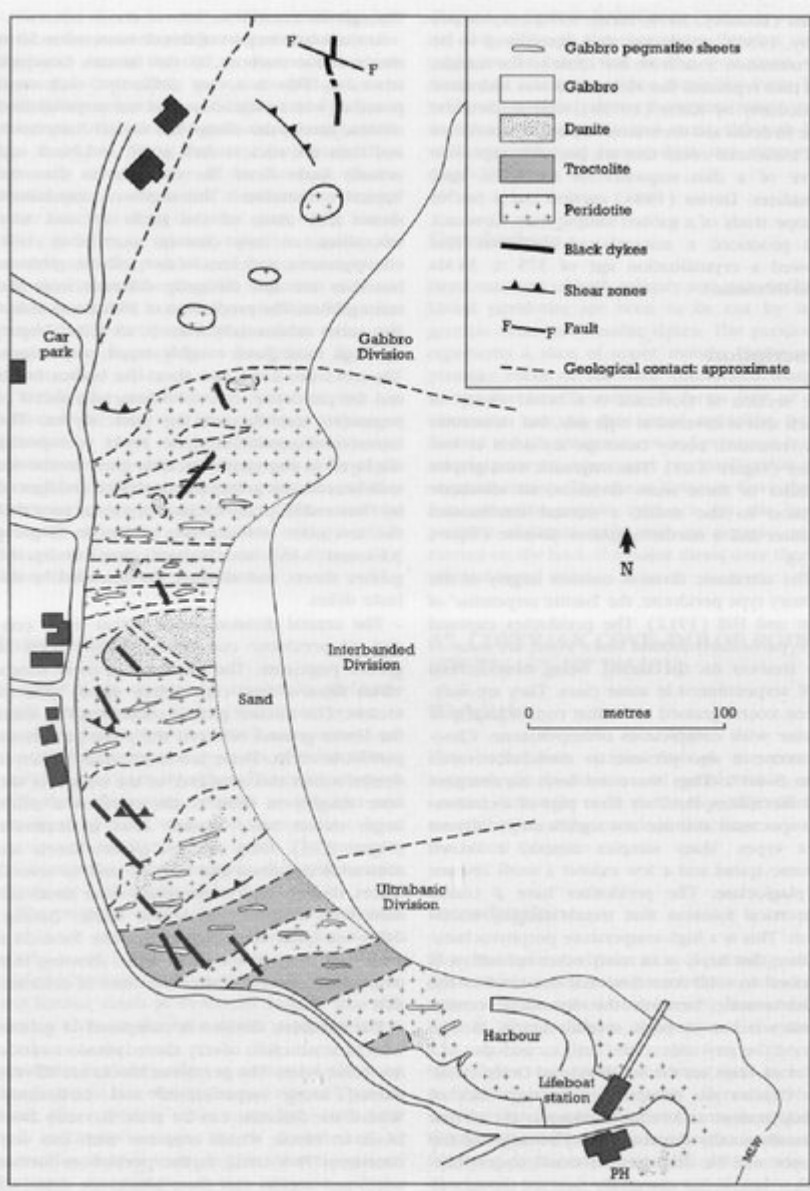 F
F
Gabbro pegmatite sheets
Gabbro
Dunite
Troctolite
Peridotite
Black dykes
Shear zones
F
F
Fault
Geological contact: approximate
Car
park
Gabbro
Division
N
Interbanded
Division
Sand
0
metres
100
Ultrabasic
Division
Harbour
Lifeboat
station
PH
MLW